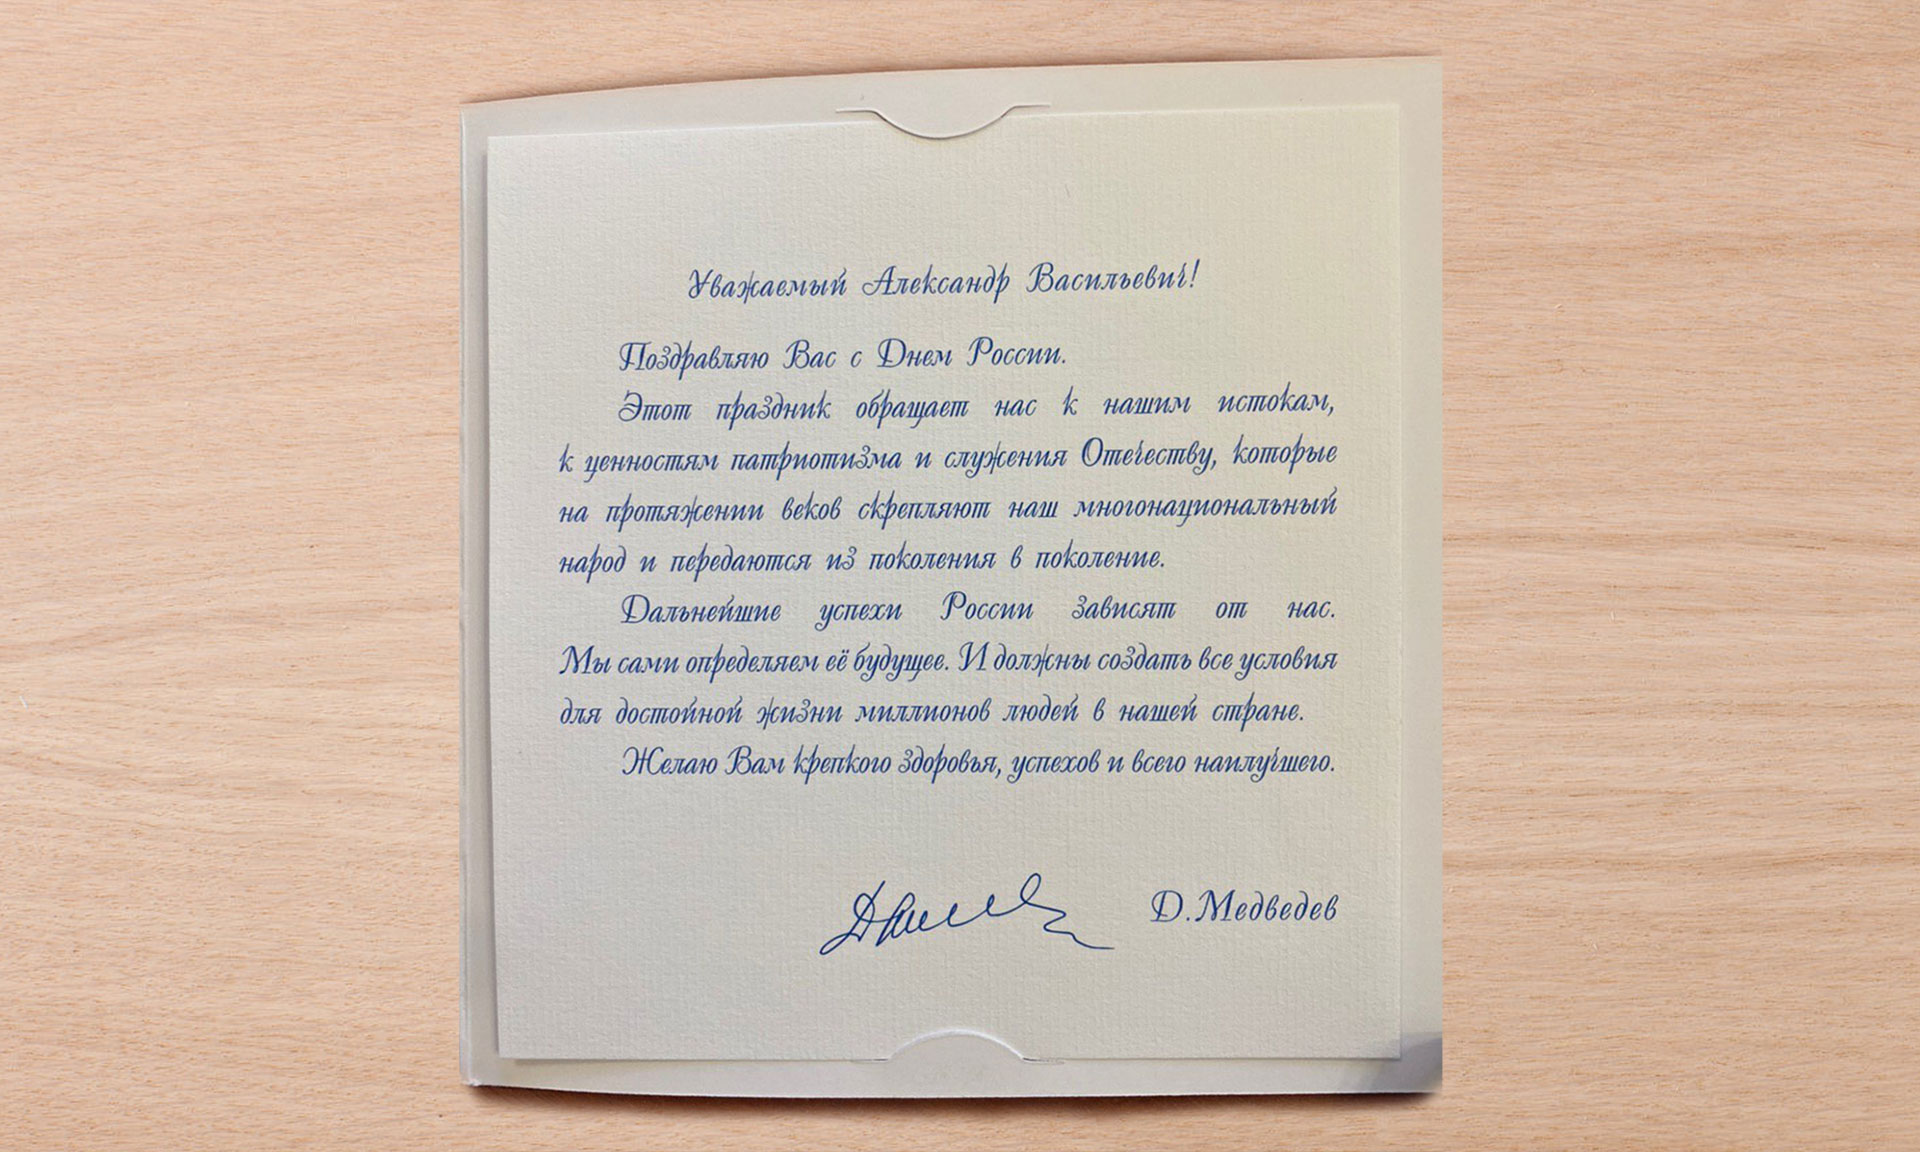 Уважаемый Александр Васильевич!
Поздравляю Вас с Днем России.
Этот праздник обращает нас к нашим истокам,
к ценностям патриотизма и служения Отечеству, которые
на протяжении веков скрепляют наш многонациональный
народ и передаются из поколения в поколение.
Дальнейшие успехи России зависят от нас.
Мы сами определяем её будущее. И должны создать все условия
для достойной жизни миллионов людей в нашей стране.
Желаю Вам крепкого здоровья, успехов и всего наилучшего.
Д.Медведев